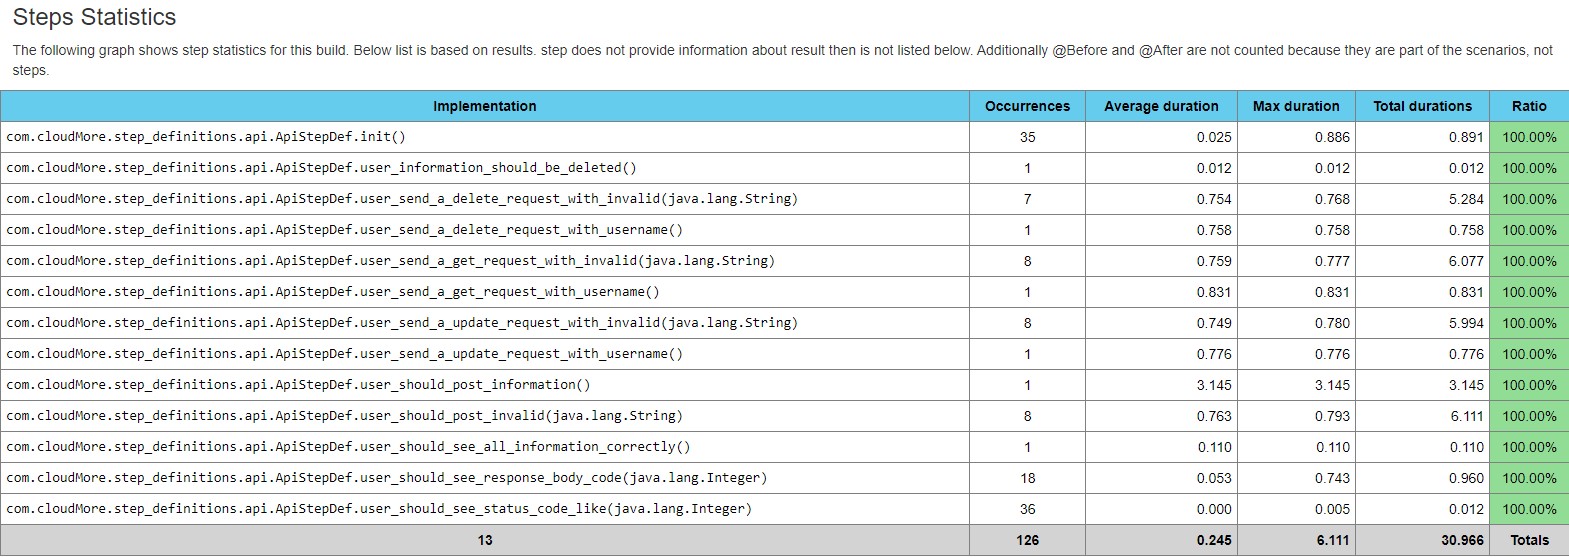 Steps Statistics
The following graph shows step statistics for this build. Below list is based on results. step does not provide information about result then is not listed below. Additionally @Before and @After are not counted because they are part of the scenarios, not
steps.
Implementation Occurrences Average duration Max duration Total durations Ratio
com.cloudMore.step_definitions.api.ApiStepDef.init() 35 0.025 0.886 0.891 100.00%
com.cloudMore.step_definitions.api.ApiStepDef.user_information_should_be_deleted() 1 0.012 0.012 0.012 100.00%
com.cloudMore.step_definitions.api.ApiStepDef.user_send_a_delete_request_with_invalid(java.lang.String) 7 0.754 0.768 5.284 100.00%
com.cloudMore.step_definitions.api.ApiStepDef.user_send_a_delete_request_with_username() 1 0.758 0.758 0.758 100.00%
com.cloudMore.step_definitions.api.ApiStepDef.user_send_a_get_request_with_invalid(java.lang.String) 8 0.759 0.777 6.077 100.00%
com.cloudMore.step_definitions.api.ApiStepDef.user_send_a_get_request_with_username() 1 0.831 0.831 0.831 100.00%
com.cloudMore.step_definitions.api.ApiStepDef.user_send_a_update_request_with_invalid(java.lang.String) 8 0.749 0.780 5.994 100.00%
com.cloudMore.step_definitions.api.ApiStepDef.user_send_a_update_request_with_username() 1 0.776 0.776 0.776 100.00%
com.cloudMore.step_definitions.api.ApiStepDef.user_should_post_information() 1 3.145 3.145 3.145 100.00%
com.cloudMore.step_definitions.api.ApiStepDef.user_should_post_invalid(java.lang.String) 8 0.763 0.793 6.111 100.00%
com.cloudMore.step_definitions.api.ApiStepDef.user_should_see_all_information_correctly() 1 0.110 0.110 0.110 100.00%
com.cloudMore.step_definitions.api.ApiStepDef.user_should_see_response_body_code(java.lang.Integer) 18 0.053 0.743 0.960 100.00%
com.cloudMore.step_definitions.api.ApiStepDef.user_should_see_status_code_like(java.lang.Integer) 36 0.000 0.005 0.012 100.00%
13 126 0.245 6.111 30.966 Totals